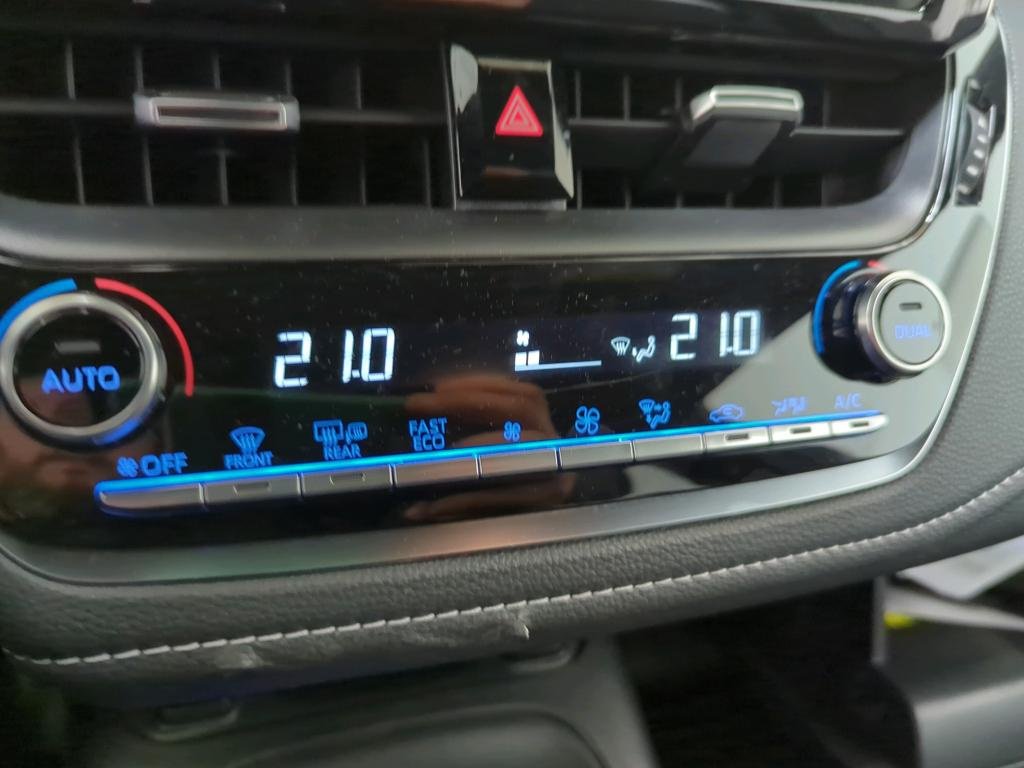 21.0
21.0
AUTO
DUAL
OFF
FRONT
REAR
FAST
ECO
A/C